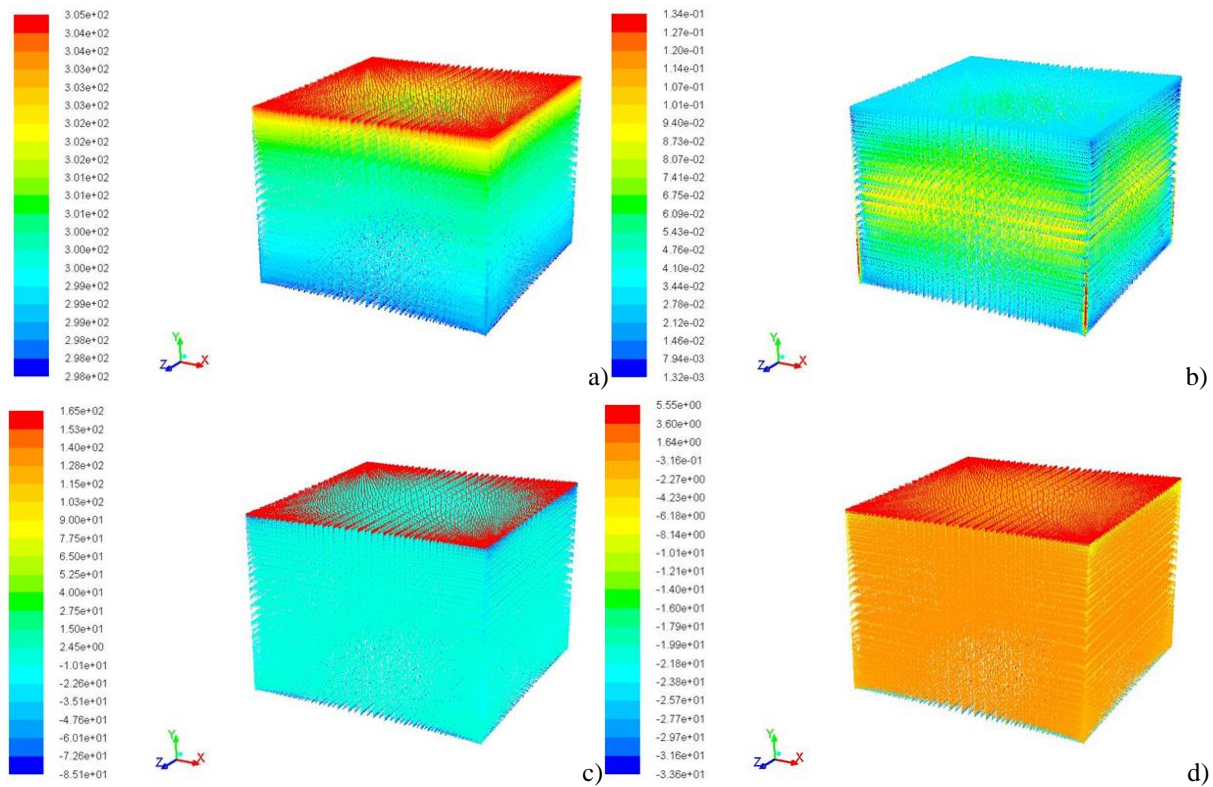 3.05e+02
3.04e+02
3.04e+02
3.03e+02
3.03e+02
3.03e+02
3.02e+02
3.02e+02
3.02e+02
3.01e+02
3.01e+02
3.01e+02
3.00e+02
3.00e+02
3.00e+02
2.99e+02
2.99e+02
2.99e+02
2.98e+02
2.98e+02
2.98e+02
Y
Z
X
a)
1.34e-01
1.27e-01
1.20e-01
1.14e-01
1.07e-01
1.01e-01
9.40e-02
8.73e-02
8.07e-02
7.41e-02
6.75e-02
6.09e-02
5.43e-02
4.76e-02
4.10e-02
3.44e-02
2.78e-02
2.12e-02
1.46e-02
7.94e-03
1.32e-03
Y
Z
X
b)
1.65e+02
1.53e+02
1.40e+02
1.28e+02
1.15e+02
1.03e+02
9.00e+01
7.75e+01
6.50e+01
5.25e+01
4.00e+01
2.75e+01
1.50e+01
2.45e+00
-1.01e+01
-2.26e+01
-3.51e+01
-4.76e+01
-6.01e+01
-7.26e+01
-8.51e+01
Y
Z
X
c)
5.55e+00
3.60e+00
1.64e+00
-3.16e-01
-2.27e+00
-4.23e+00
-6.18e+00
-8.14e+00
-1.01e+01
-1.21e+01
-1.40e+01
-1.60e+01
-1.79e+01
-1.99e+01
-2.18e+01
-2.38e+01
-2.57e+01
-2.77e+01
-2.97e+01
-3.16e+01
-3.36e+01
Y
Z
X
d)